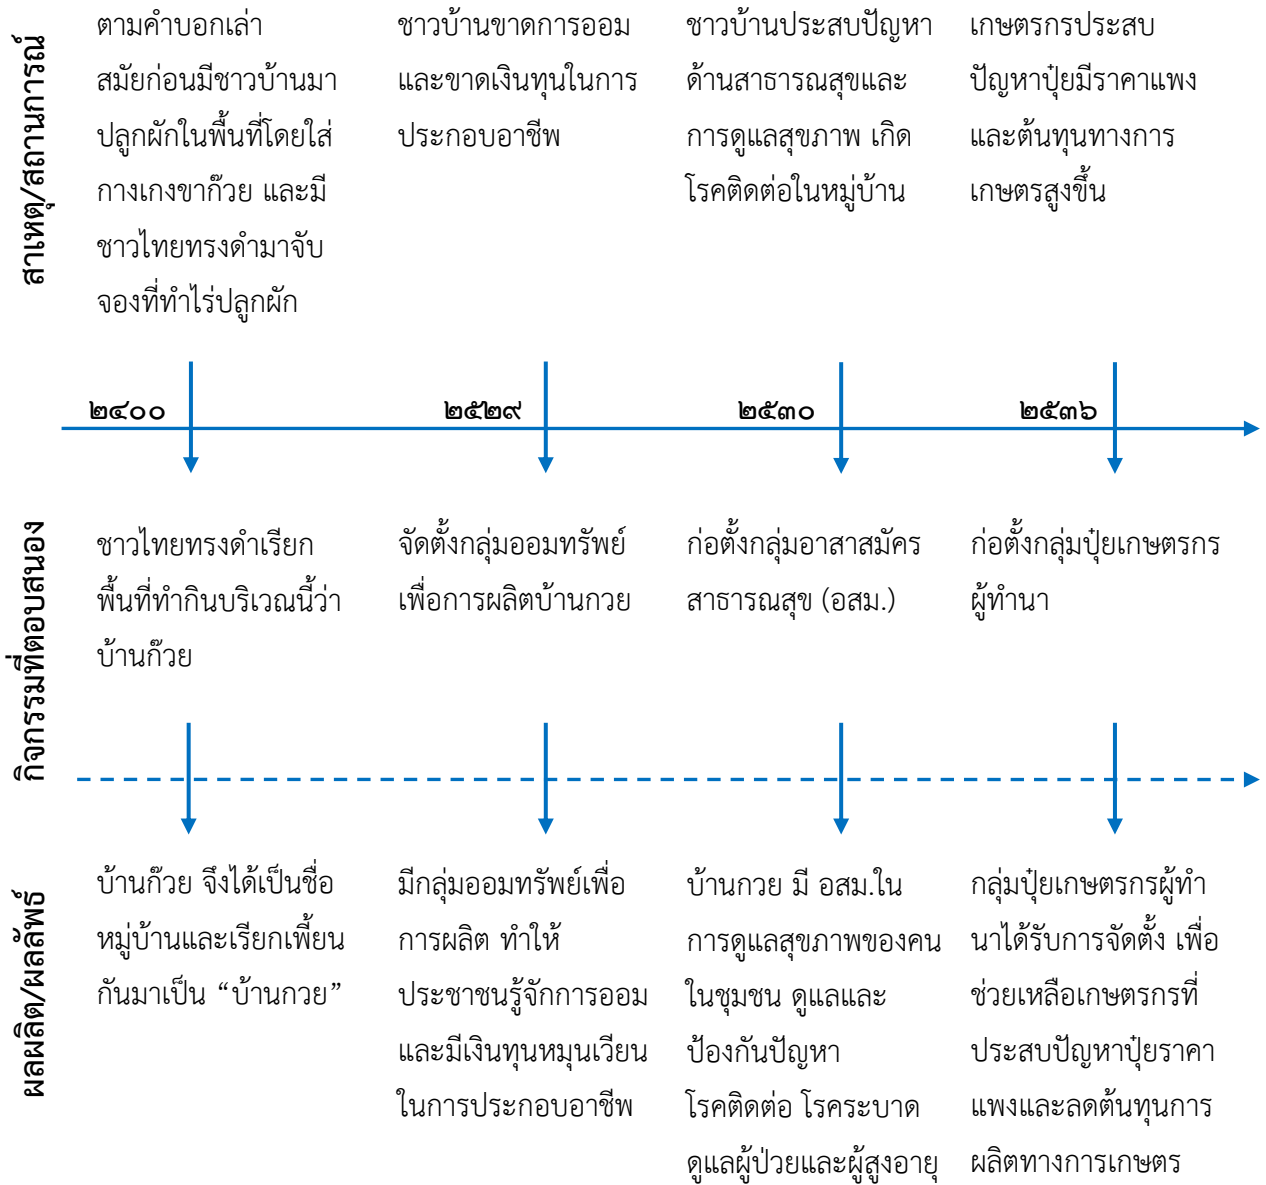 สาเหตุ/สถานการณ์
ตามคำบอกเล่า
สมัยก่อนมีชาวบ้านมา
ปลูกผักในพื้นที่โดยใส่
กางเกงขาก๊วย และมี
ชาวไทยทรงดำมาจับ
จองที่ทำไร่ปลูกผัก
ชาวบ้านขาดการออม
และขาดเงินทุนในการ
ประกอบอาชีพ
ชาวบ้านประสบปัญหา
ด้านสาธารณสุขและ
การดูแลสุขภาพ เกิด
โรคติดต่อในหมู่บ้าน
เกษตรกรประสบ
ปัญหาปุ๋ยมีราคาแพง
และต้นทุนทางการ
เกษตรสูงขึ้น
๒๔๐๐
๒๕๒๙
๒๕๓๐
๒๕๓๖
กิจกรรมที่ตอบสนอง
ชาวไทยทรงดำเรียก
พื้นที่ทำกินบริเวณนี้ว่า
บ้านก๊วย
จัดตั้งกลุ่มออมทรัพย์
เพื่อการผลิตบ้านกวย
ก่อตั้งกลุ่มอาสาสมัคร
สาธารณสุข (อสม.)
ก่อตั้งกลุ่มปุ๋ยเกษตรกร
ผู้ทำนา
ผลผลิต/ผลลัพธ์
บ้านก๊วย จึงได้เป็นชื่อ
หมู่บ้านและเรียกเพี้ยน
กันมาเป็น “บ้านกวย”
มีกลุ่มออมทรัพย์เพื่อ
การผลิต ทำให้
ประชาชนรู้จักการออม
และมีเงินทุนหมุนเวียน
ในการประกอบอาชีพ
บ้านกวย มี อสม.ใน
การดูแลสุขภาพของคน
ในชุมชน ดูแลและ
ป้องกันปัญหา
โรคติดต่อ โรคระบาด
ดูแลผู้ป่วยและผู้สูงอายุ
กลุ่มปุ๋ยเกษตรกรผู้ทำ
นาได้รับการจัดตั้ง เพื่อ
ช่วยเหลือเกษตรกรที่
ประสบปัญหาปุ๋ยราคา
แพงและลดต้นทุนการ
ผลิตทางการเกษตร